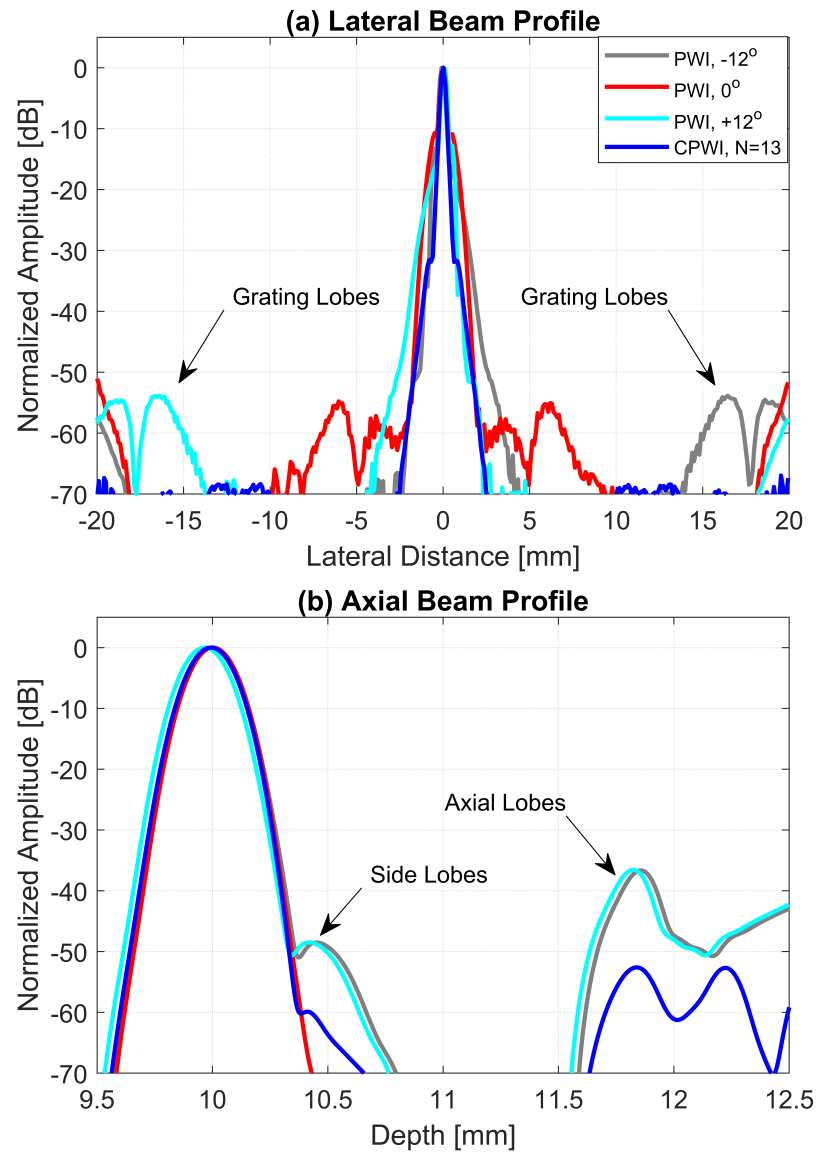 (a) Lateral Beam Profile
0
-10
-20
-30
-40
-50
-60
-70
Normalized Amplitude [dB]
PWI, -12°
PWI, 0°
PWI, +12°
CPWI, N=13
Grating Lobes
Grating Lobes
-20 -15 -10 -5 0 5 10 15 20
Lateral Distance [mm]
(b) Axial Beam Profile
0
-10
-20
-30
-40
-50
-60
-70
Normalized Amplitude [dB]
Axial Lobes
Side Lobes
9.5 10 10.5 11 11.5 12 12.5
Depth [mm]